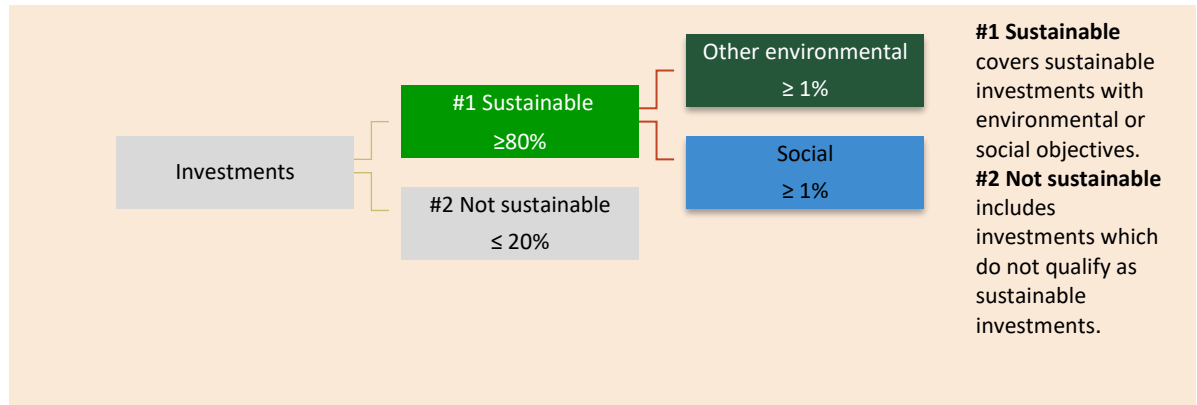 Investments
#1 Sustainable
≥80%
#2 Not sustainable
≤ 20%
Other environmental
≥ 1%
Social
≥ 1%
#1 Sustainable
covers sustainable
investments with
environmental or
social objectives.
#2 Not sustainable
includes
investments which
do not qualify as
sustainable
investments.